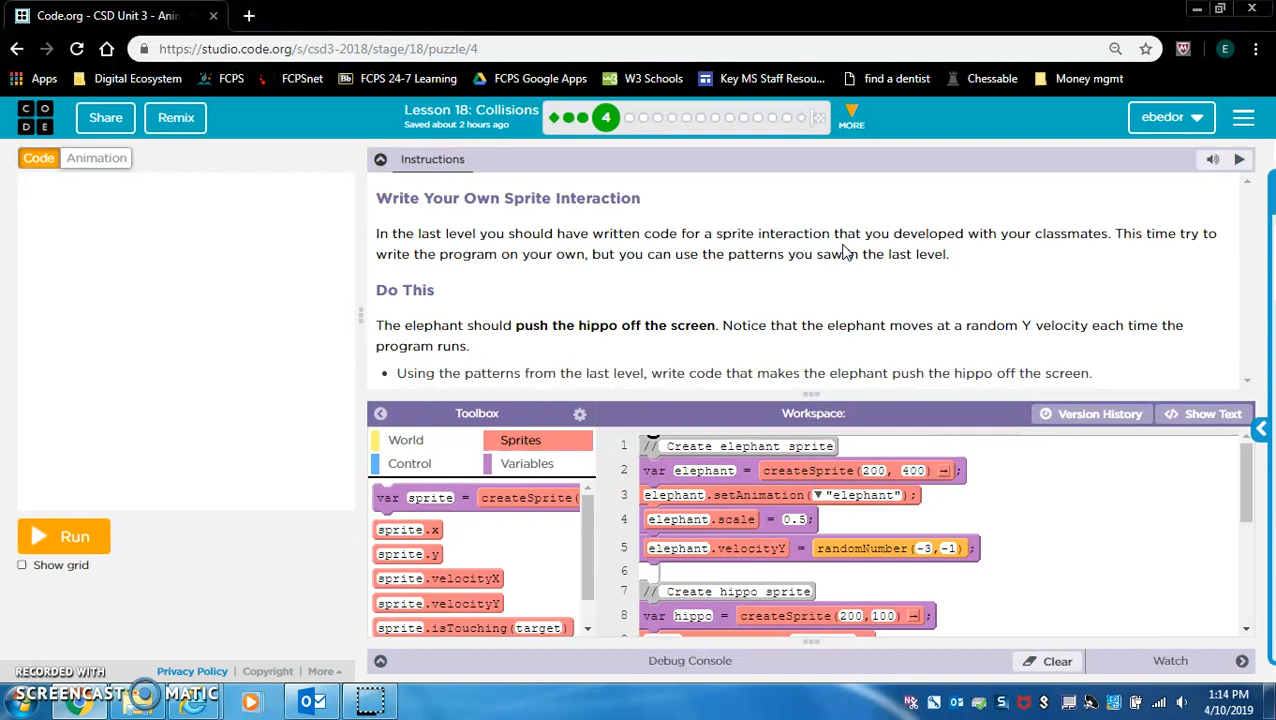 Code.org - CSD Unit 3 - Anim
https://studio.code.org/s/csd3-2018/stage/18/puzzle/4
E
Apps
Digital Ecosystem
FCPS
FCPSnet
Bb FCPS 24-7 Learning
FCPS Google Apps
W3 Schools
Key MS Staff Resou...
find a dentist
Chessable
Money mgmt
C O
D E
Share
Remix
Lesson 18: Collisions
Saved about 2 hours ago
4
MORE
ebedor
Code
Animation
Instructions
Write Your Own Sprite Interaction
In the last level you should have written code for a sprite interaction that you developed with your classmates. This time try to
write the program on your own, but you can use the patterns you saw in the last level.
Do This
The elephant should push the hippo off the screen. Notice that the elephant moves at a random Y velocity each time the
program runs.
• Using the patterns from the last level, write code that makes the elephant push the hippo off the screen.
Toolbox
Workspace:
Version History
</> Show Text
World
Sprites
Control
Variables
var sprite = createSprite(
sprite.x
sprite.y
sprite.velocityX
sprite.velocityY
sprite.isTouching(target)
1 // Create elephant sprite
2 var elephant = createSprite(200, 400);
3 elephant.setAnimation("elephant");
4 elephant.scale = 0.5;
5 elephant.velocityY = randomNumber(-3,-1);
6
7 // Create hippo sprite
8 var hippo = createSprite(200,100);
Run
Show grid
Debug Console
Clear
Watch
Privacy Policy | Copyright | More
RECORDED WITH
SCREENCAST MATIC
1:14 PM
4/10/2019